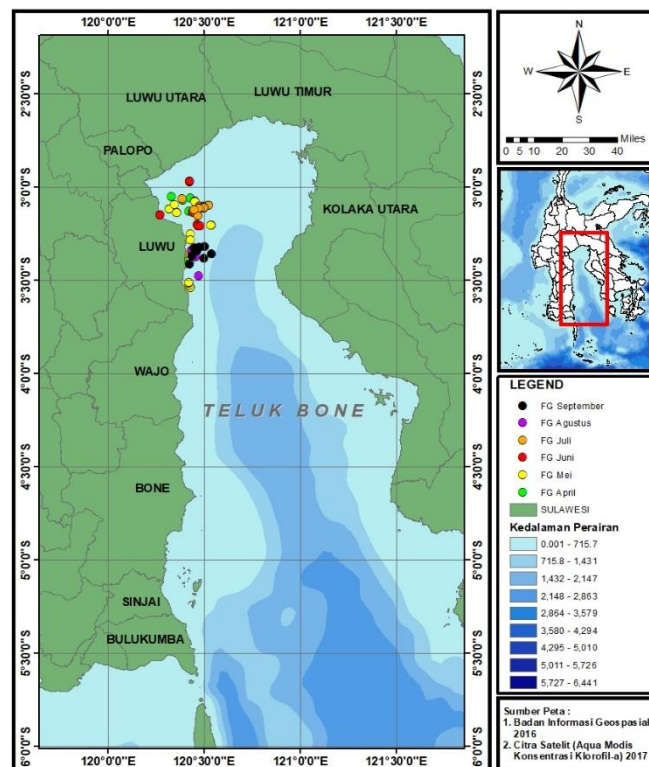 120°0'0"E 120°30'0"E 121°0'0"E 121°30'0"E
2°30'0"S
3°00'0"S
3°30'0"S
4°0'0"S
4°30'0"S
5°0'0"S
5°30'0"S
6°0'0"S
LUWU UTARA
LUWU TIMUR
PALOPO
KOLAKA UTARA
LUWU
WAJO
TELUK BONE
BONE
SINJAI
BULUKUMBA
2°30'0"S
3°0'0"S
3°30'0"S
4°0'0"S
4°30'0"S
5°0'0"S
5°30'0"S
6°0'0"S
120°0'0"E 120°30'0"E 121°0'0"E 121°30'0"E
N
W E
S
Miles
0 5 10 20 30 40
LEGEND
FG September
FG Agustus
FG Juli
FG Juni
FG Mei
FG April
SULAWESI
Kedalaman Perairan
0.001 - 715.7
715.8 - 1,431
1,432 - 2,147
2,148 - 2,863
2,864 - 3,579
3,580 - 4,294
4,295 - 5,010
5,011 - 5,726
5,727 - 6,441
Sumber Peta :
1. Badan Informasi Geospasial
2016
2. Citra Satelit (Aqua Modis
Konsentrasi Klorofil-a) 2017